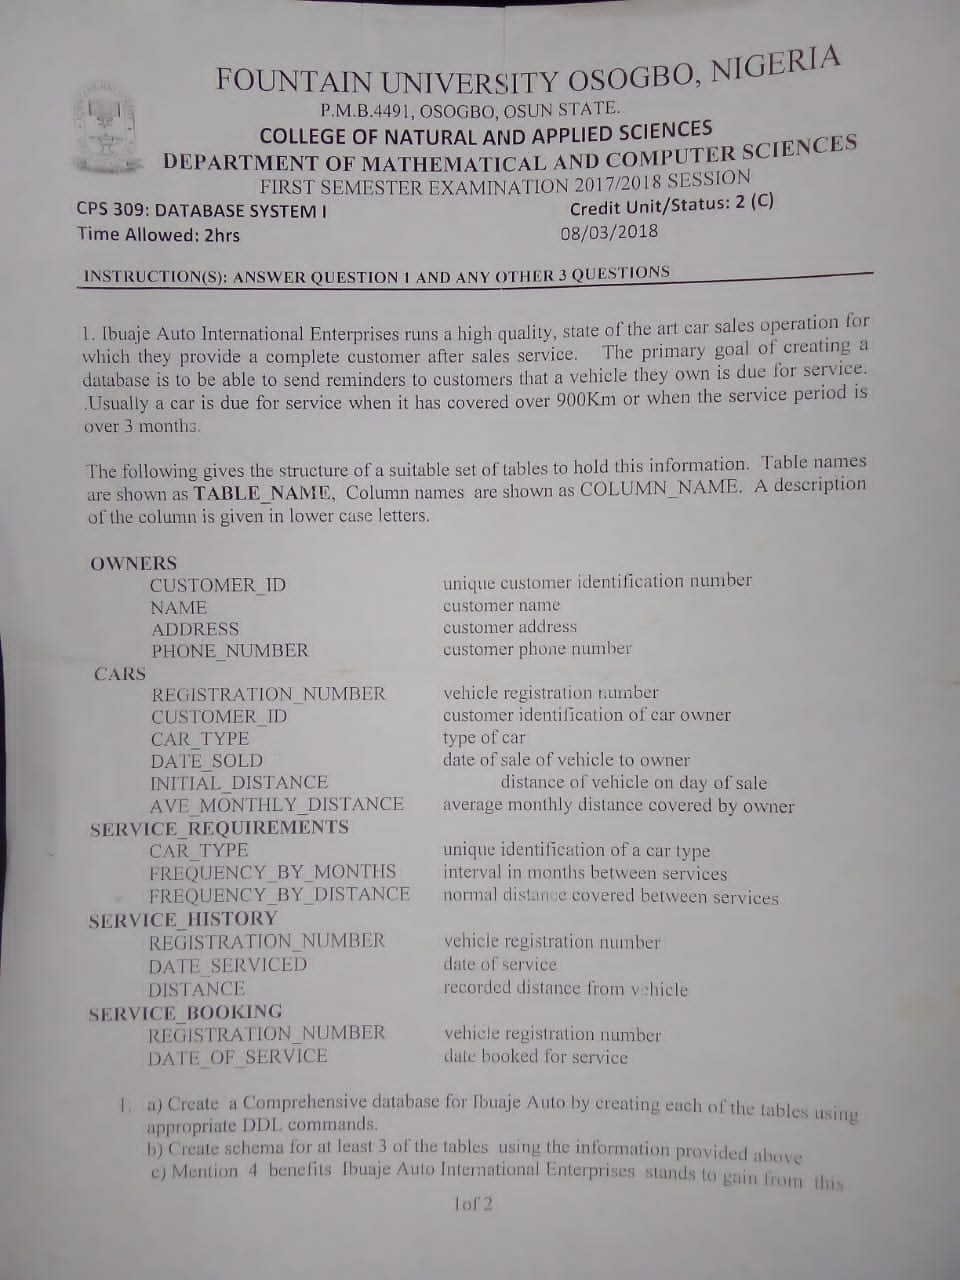 FOUNTAIN UNIVERSITY OSOGBO, NIGERIA
P.M.B.4491, OSOGBO, OSUN STATE.
COLLEGE OF NATURAL AND APPLIED SCIENCES
DEPARTMENT OF MATHEMATICAL AND COMPUTER SCIENCES
FIRST SEMESTER EXAMINATION 2017/2018 SESSION
CPS 309: DATABASE SYSTEM I Credit Unit/Status: 2 (C)
Time Allowed: 2hrs 08/03/2018
INSTRUCTION(S): ANSWER QUESTION 1 AND ANY OTHER 3 QUESTIONS
1. Ibuaje Auto International Enterprises runs a high quality, state of the art car sales operation for
which they provide a complete customer after sales service. The primary goal of creating a
database is to be able to send reminders to customers that a vehicle they own is due for service.
.Usually a car is due for service when it has covered over 900Km or when the service period is
over 3 months.
The following gives the structure of a suitable set of tables to hold this information. Table names
are shown as TABLE_NAME, Column names are shown as COLUMN_NAME. A description
of the column is given in lower case letters.
OWNERS
CUSTOMER_ID unique customer identification number
NAME customer name
ADDRESS customer address
PHONE_NUMBER customer phone number
CARS
REGISTRATION_NUMBER vehicle registration number
CUSTOMER_ID customer identification of car owner
CAR_TYPE type of car
DATE_SOLD date of sale of vehicle to owner
INITIAL_DISTANCE distance of vehicle on day of sale
AVE_MONTHLY_DISTANCE average monthly distance covered by owner
SERVICE_REQUIREMENTS
CAR_TYPE unique identification of a car type
FREQUENCY_BY_MONTHS interval in months between services
FREQUENCY_BY_DISTANCE normal distance covered between services
SERVICE_HISTORY
REGISTRATION_NUMBER vehicle registration number
DATE_SERVICED date of service
DISTANCE recorded distance from vehicle
SERVICE_BOOKING
REGISTRATION_NUMBER vehicle registration number
DATE_OF_SERVICE date booked for service
1. a) Create a Comprehensive database for Ibuaje Auto by creating each of the tables using
appropriate DDL commands.
b) Create schema for at least 3 of the tables using the information provided above
c) Mention 4 benefits Ibuaje Auto International Enterprises stands to gain from this
1of 2